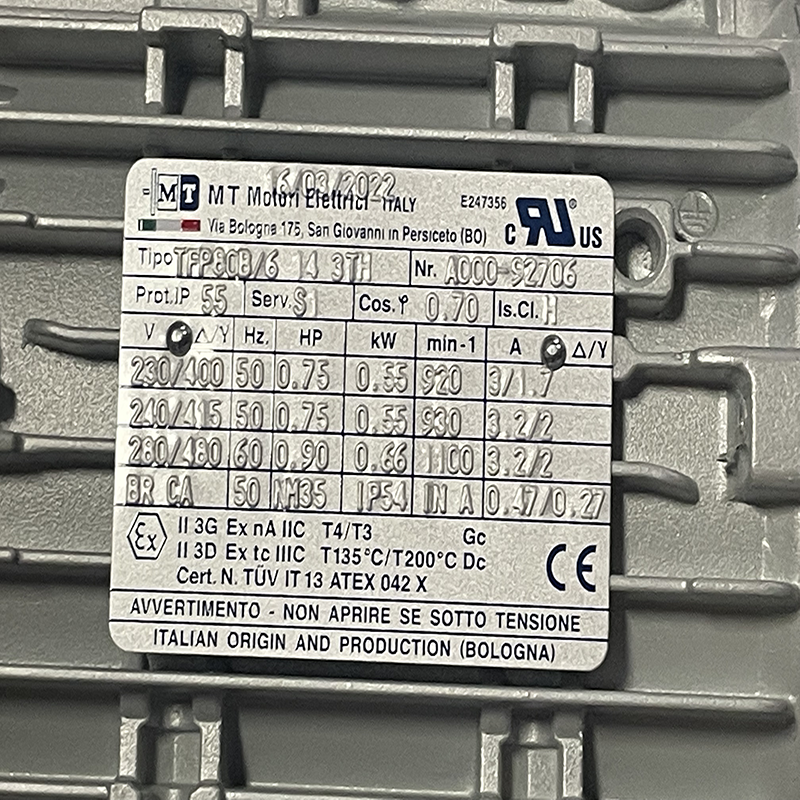 16/03/2022
MT MT Motori Elettrici - ITALY E247356
Via Bologna 175, San Giovanni in Persiceto (BO) C RU ® US
Tipo TFP80B/6 14 3TH Nr. A000-92706
Prot.IP 55 Serv. S1 Cos.φ 0.70 Is.Cl. H
V △/Y Hz. HP kW min-1 A △/Y
230/400 50 0.75 0.55 920 3/1.7
240/415 50 0.75 0.55 930 3.2/2
280/480 60 0.90 0.66 1100 3.2/2
BR CA 50 NM35 IP54 IN A 0.47/0.27
Ex II 3G Ex nA IIC T4/T3 Gc
II 3D Ex tc IIIC T135°C/T200°C Dc CE
Cert. N. TÜV IT 13 ATEX 042 X
AVVERTIMENTO - NON APRIRE SE SOTTO TENSIONE
ITALIAN ORIGIN AND PRODUCTION (BOLOGNA)